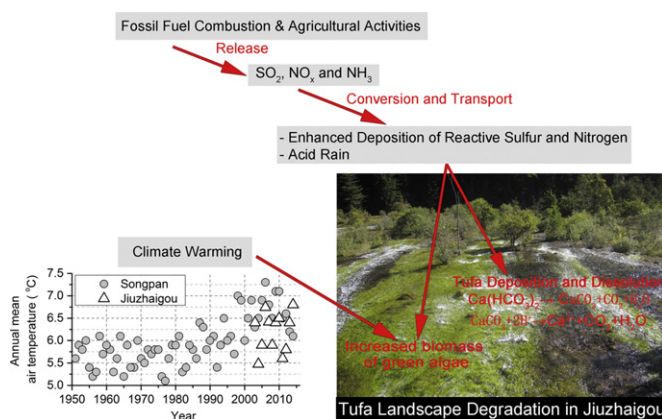 Fossil Fuel Combustion & Agricultural Activities
Release
SO₂, NOₓ and NH₃
Conversion and Transport
- Enhanced Deposition of Reactive Sulfur and Nitrogen
- Acid Rain
Climate Warming
Songpan
Jiuzhaigou
7.5
7.0
6.5
6.0
5.5
5.0
Annual mean
air temperature ( °C)
1950 1960 1970 1980 1990 2000 2010
Year
Tufa Deposition and Dissolution
Ca(HCO₃)₂→ CaCO₃+CO₂+H₂O
CaCO₃+2H⁺→Ca²⁺+CO₂+H₂O
Increased biomass
of green algae
Tufa Landscape Degradation in Jiuzhaigou